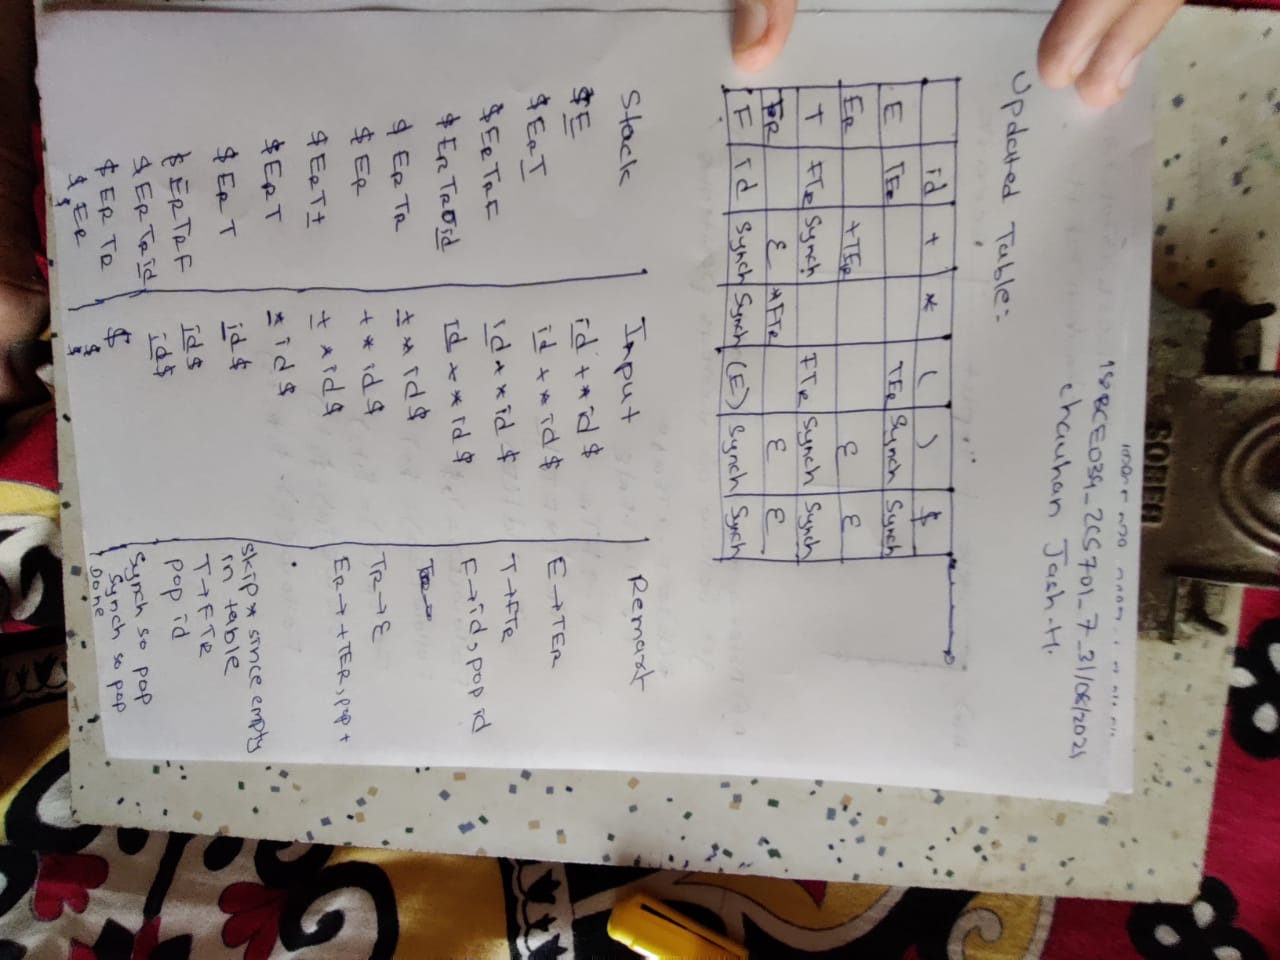 SOBEA
18BCE039_2CS701_7_31/08/2021
Chauhan Jash.H.
Updated Table:
id + * ( ) $
E TER TER Synch Synch
ER +TER ε ε
T FTR Synch FTR Synch Synch
TR ε *FTR ε ε
F id Synch Synch (E) Synch Synch
Stack Input Remark
$E id +*id$
$ERT id +*id$ E→TER
$ERTRF id+*id$ T→FTR
$ERTRid id +*id$ F→id, pop id
$ERTR +*id$
$ER +*id$ TR→ε
$ERT+ +*id$ ER→+TER, pop +
$ERT *id$
$ERT id$ skip * since empty
in table
$ERTRF id$ T→FTR
$ERTRid id$ pop id
$ERTR $ Synch so pop
$ER $ Synch so pop
$ $ Done